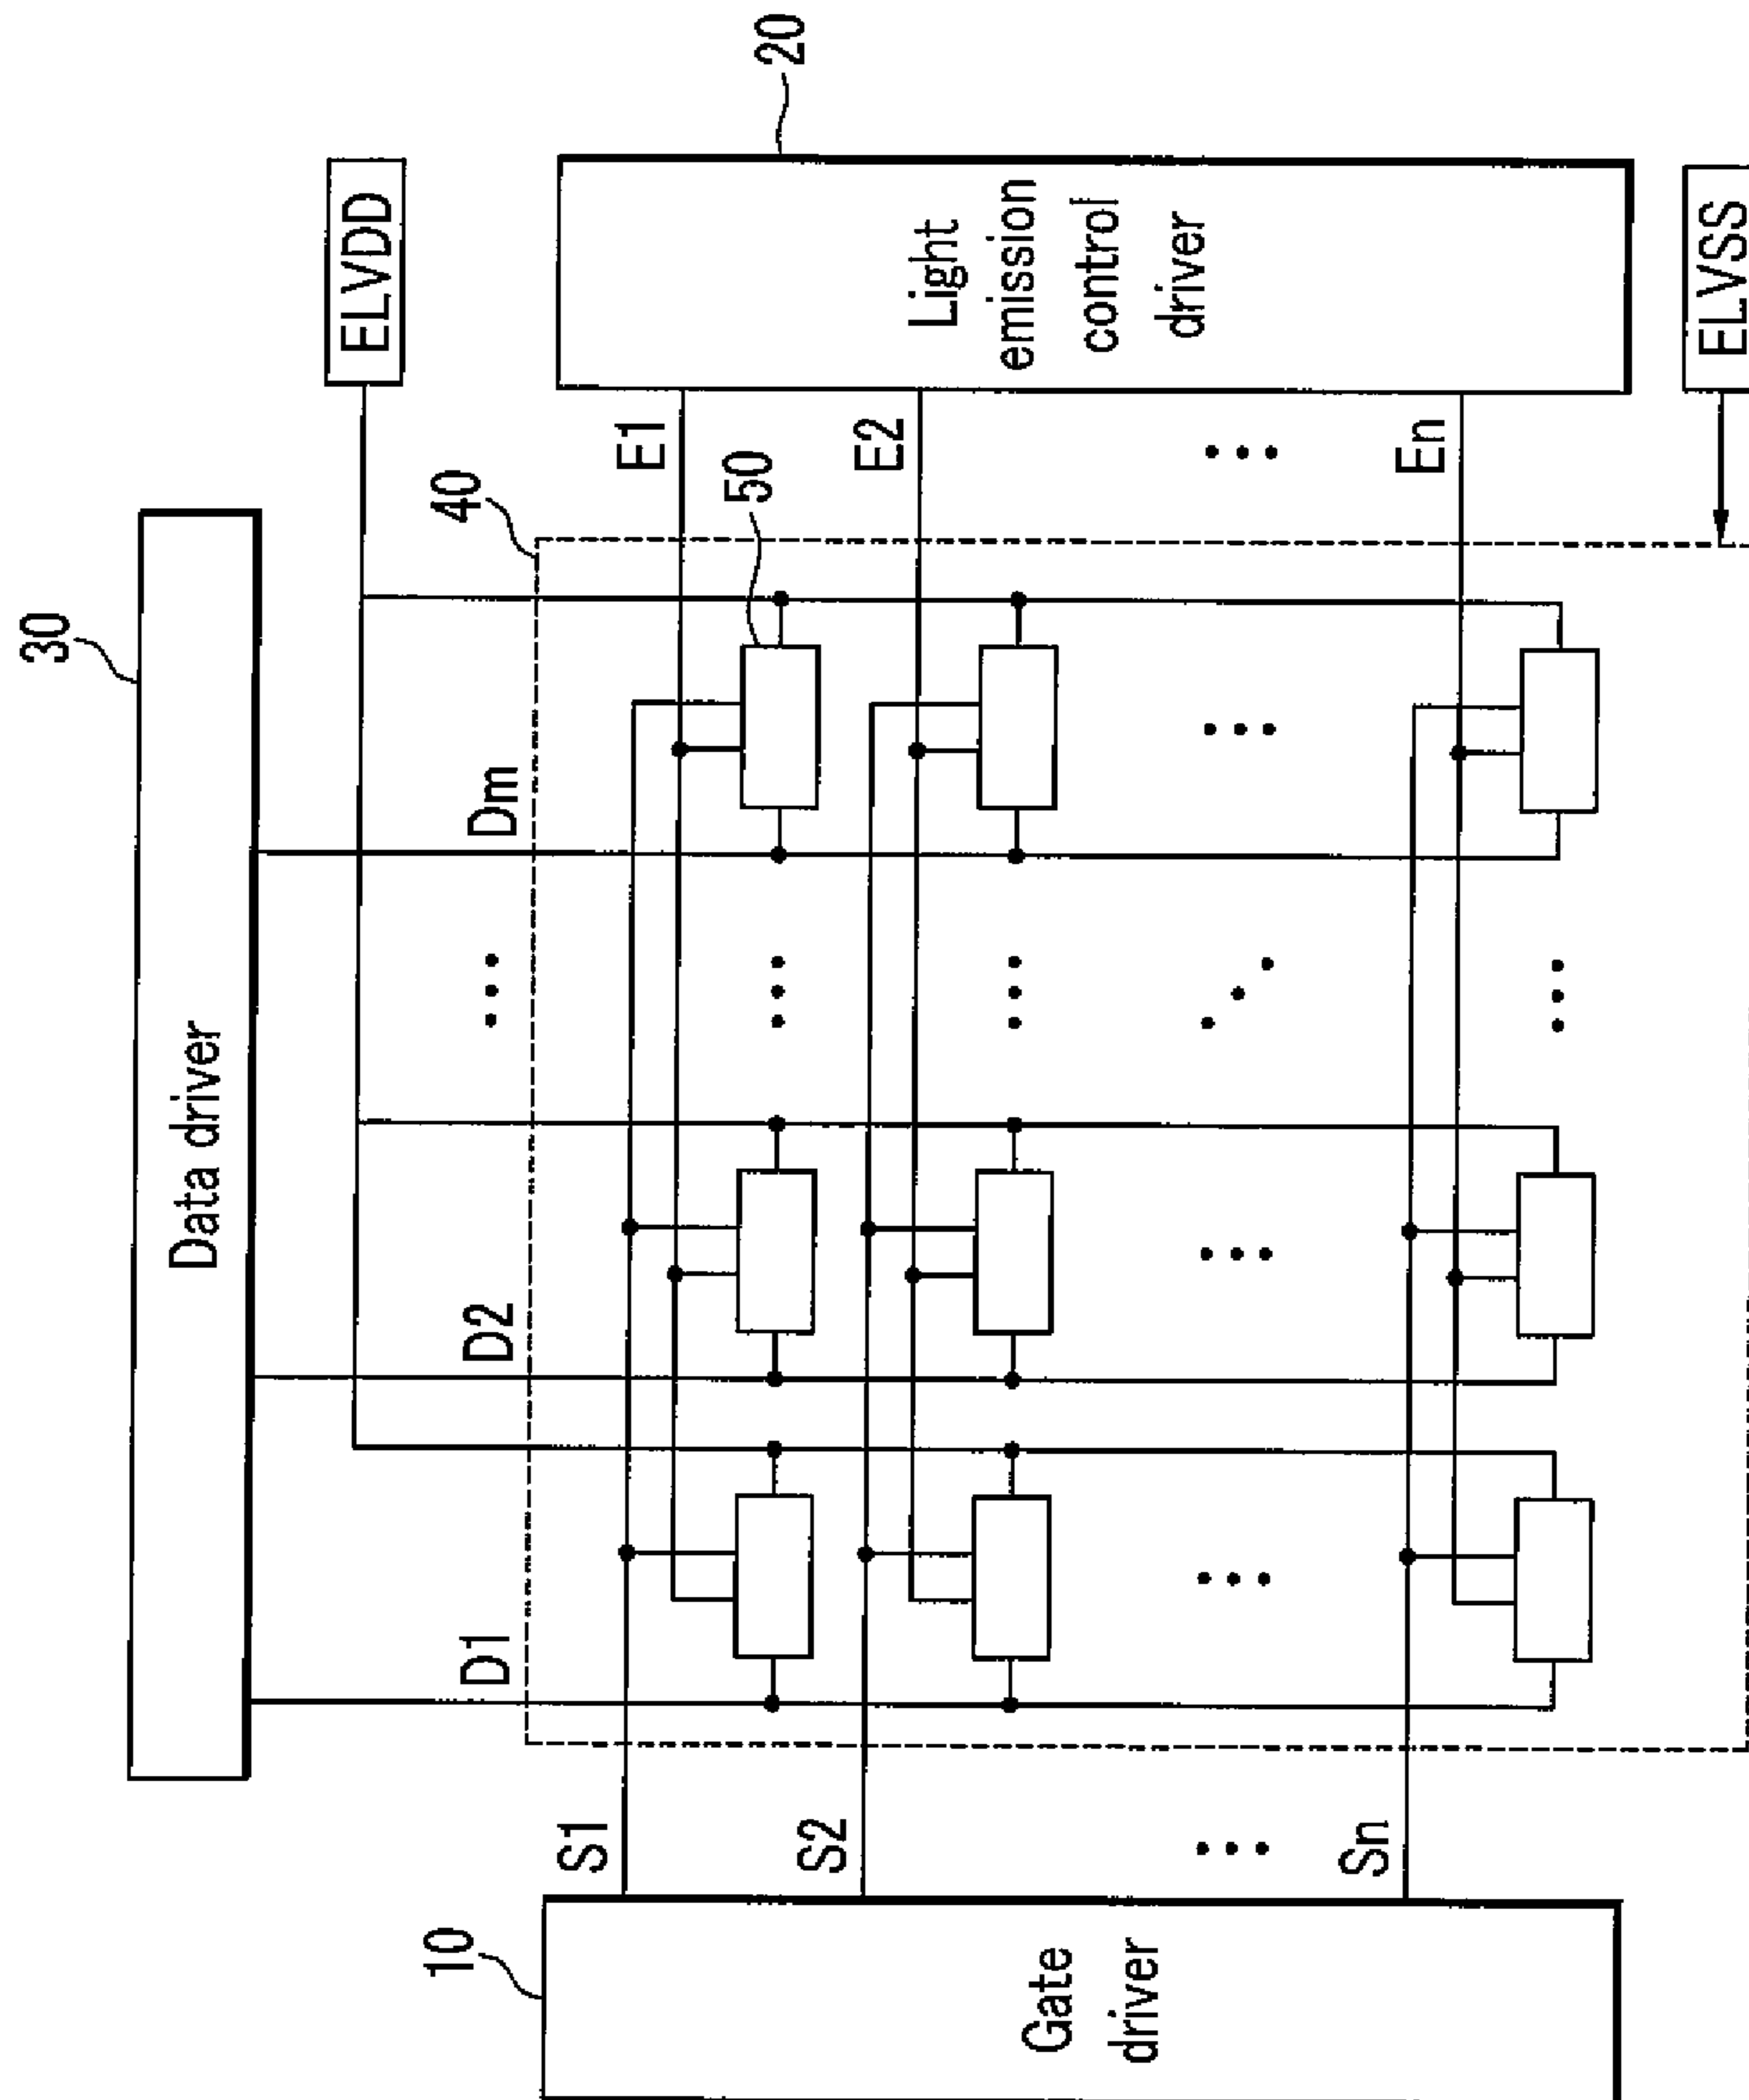 30
Data driver
ELVDD
40
D1
D2
Dm
10
Gate
driver
S1
S2
Sn
E1
E2
En
50
20
Light
emission
control
driver
ELVSS